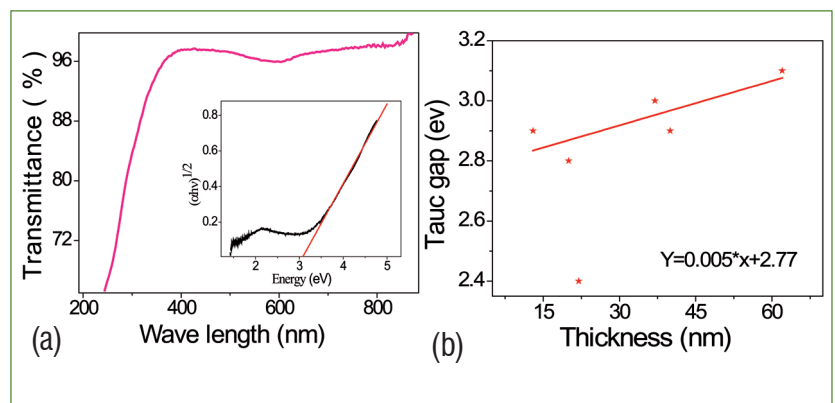 Transmittance ( %)
96
88
80
72
200
400
600
800
Wave length (nm)
(a)
(αhν)1/2
0.8
0.6
0.4
0.2
2
3
4
5
Energy (eV)
Tauc gap (ev)
3.2
3.0
2.8
2.6
2.4
Y=0.005*x+2.77
15
30
45
60
Thickness (nm)
(b)